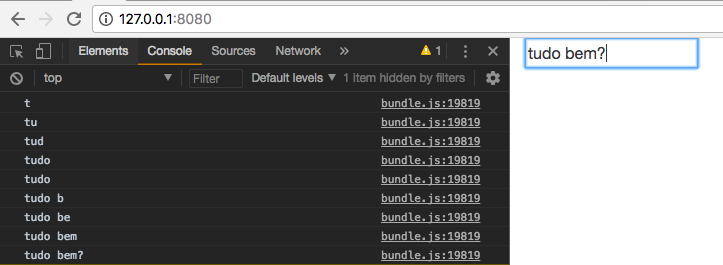 127.0.0.1:8080
Elements Console Sources Network » 1
top Filter Default levels 1 item hidden by filters
t bundle.js:19819
tu bundle.js:19819
tud bundle.js:19819
tudo bundle.js:19819
tudo bundle.js:19819
tudo b bundle.js:19819
tudo be bundle.js:19819
tudo bem bundle.js:19819
tudo bem? bundle.js:19819
tudo bem?